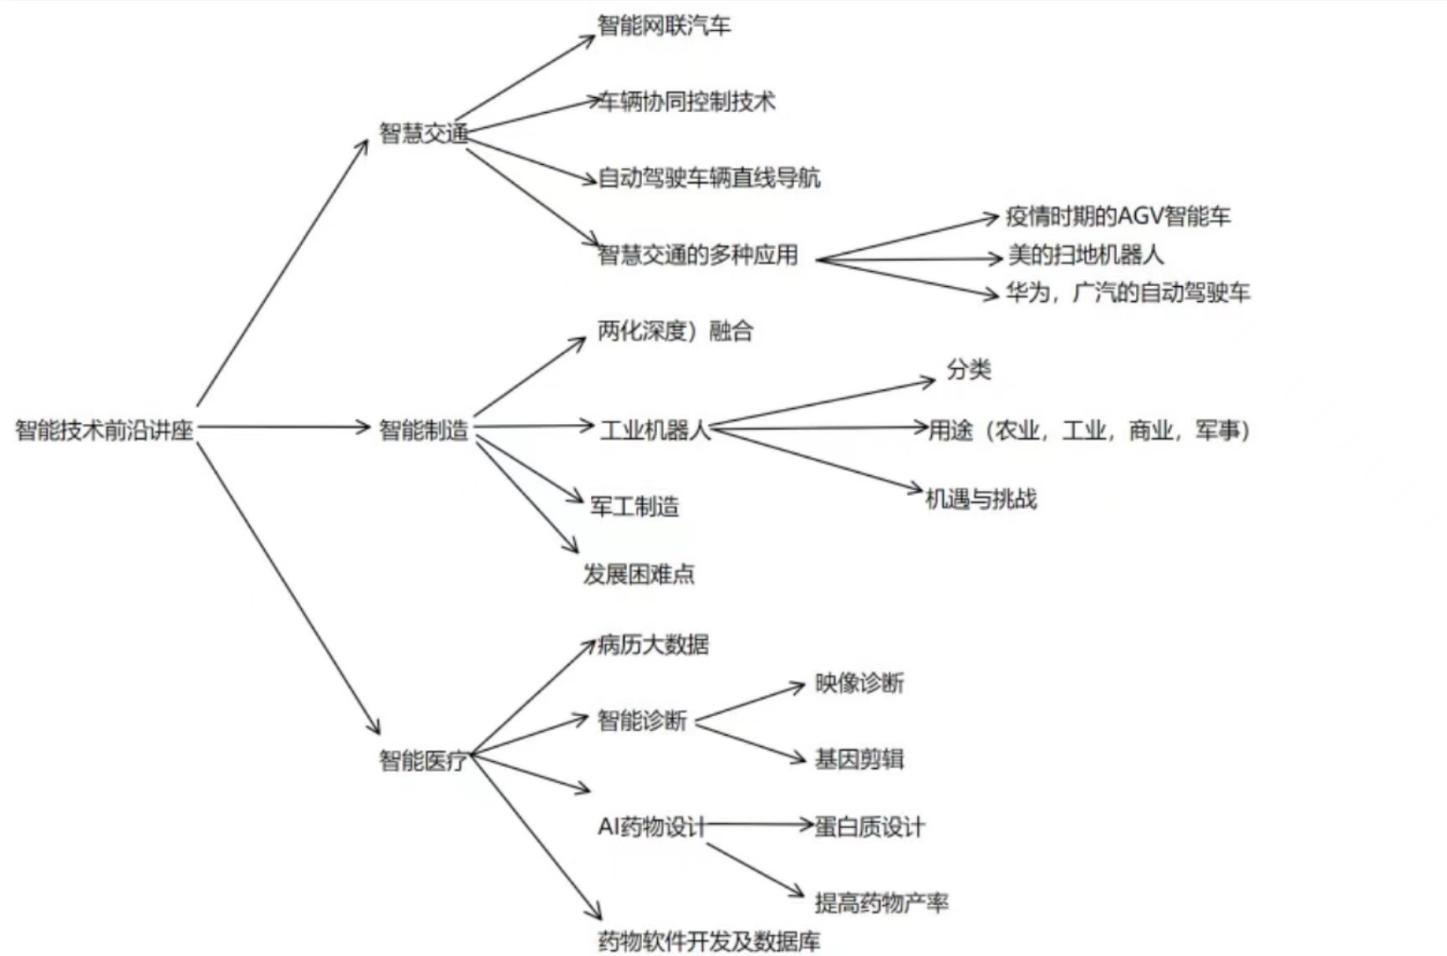 智能技术前沿讲座
智慧交通
智能网联汽车
车辆协同控制技术
自动驾驶车辆直线导航
智慧交通的多种应用
疫情时期的AGV智能车
美的扫地机器人
华为，广汽的自动驾驶车
智能制造
两化深度）融合
工业机器人
分类
用途（农业，工业，商业，军事）
机遇与挑战
军工制造
发展困难点
智能医疗
病历大数据
智能诊断
映像诊断
基因剪辑
AI药物设计
蛋白质设计
提高药物产率
药物软件开发及数据库